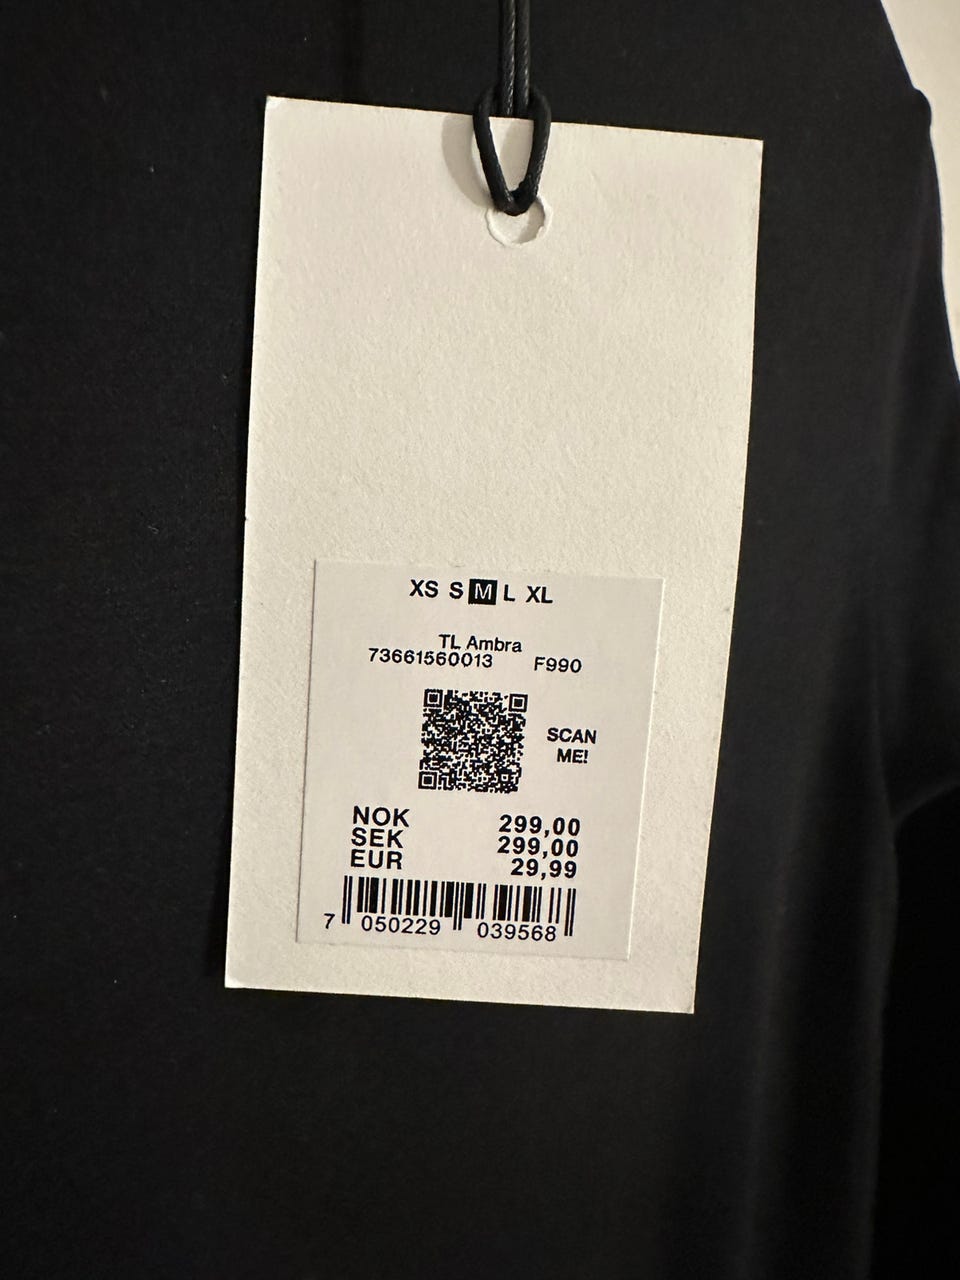 XS S M L XL
TL Ambra
73661560013 F990
SCAN
ME!
NOK 299,00
SEK 299,00
EUR 29,99
7 050229 039568